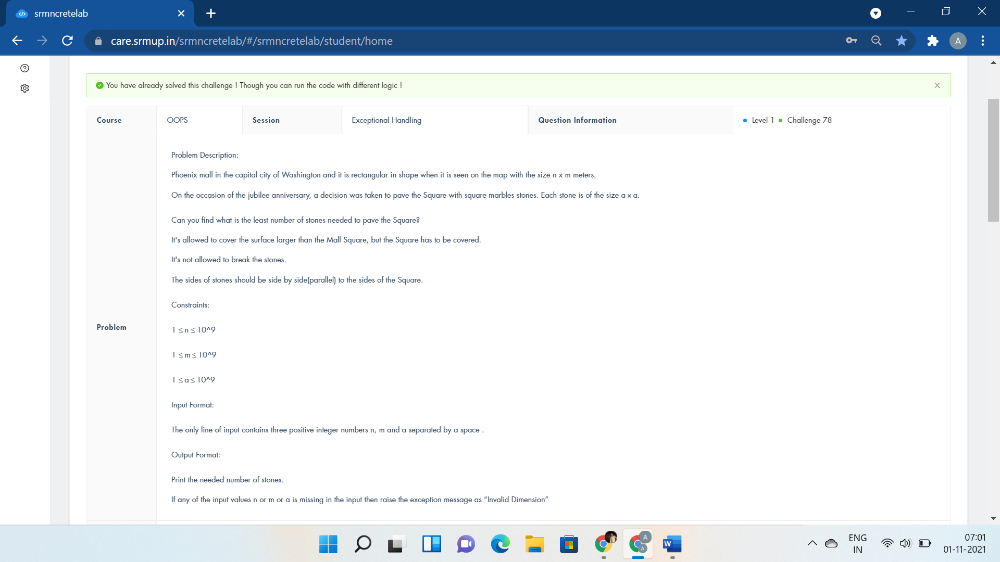 srmncretelab
care.srmup.in/srmncretelab/#/srmncretelab/student/home
A
You have already solved this challenge ! Though you can run the code with different logic !
Course OOPS Session Exceptional Handling Question Information Level 1 Challenge 78
Problem
Problem Description:
Phoenix mall in the capital city of Washington and it is rectangular in shape when it is seen on the map with the size n x m meters.
On the occasion of the jubilee anniversary, a decision was taken to pave the Square with square marbles stones. Each stone is of the size a × a.
Can you find what is the least number of stones needed to pave the Square?
It's allowed to cover the surface larger than the Mall Square, but the Square has to be covered.
It's not allowed to break the stones.
The sides of stones should be side by side(parallel) to the sides of the Square.
Constraints:
1 ≤ n ≤ 10^9
1 ≤ m ≤ 10^9
1 ≤ a ≤ 10^9
Input Format:
The only line of input contains three positive integer numbers n, m and a separated by a space .
Output Format:
Print the needed number of stones.
If any of the input values n or m or a is missing in the input then raise the exception message as “Invalid Dimension”
A
A
W
ENG
IN
07:01
01-11-2021